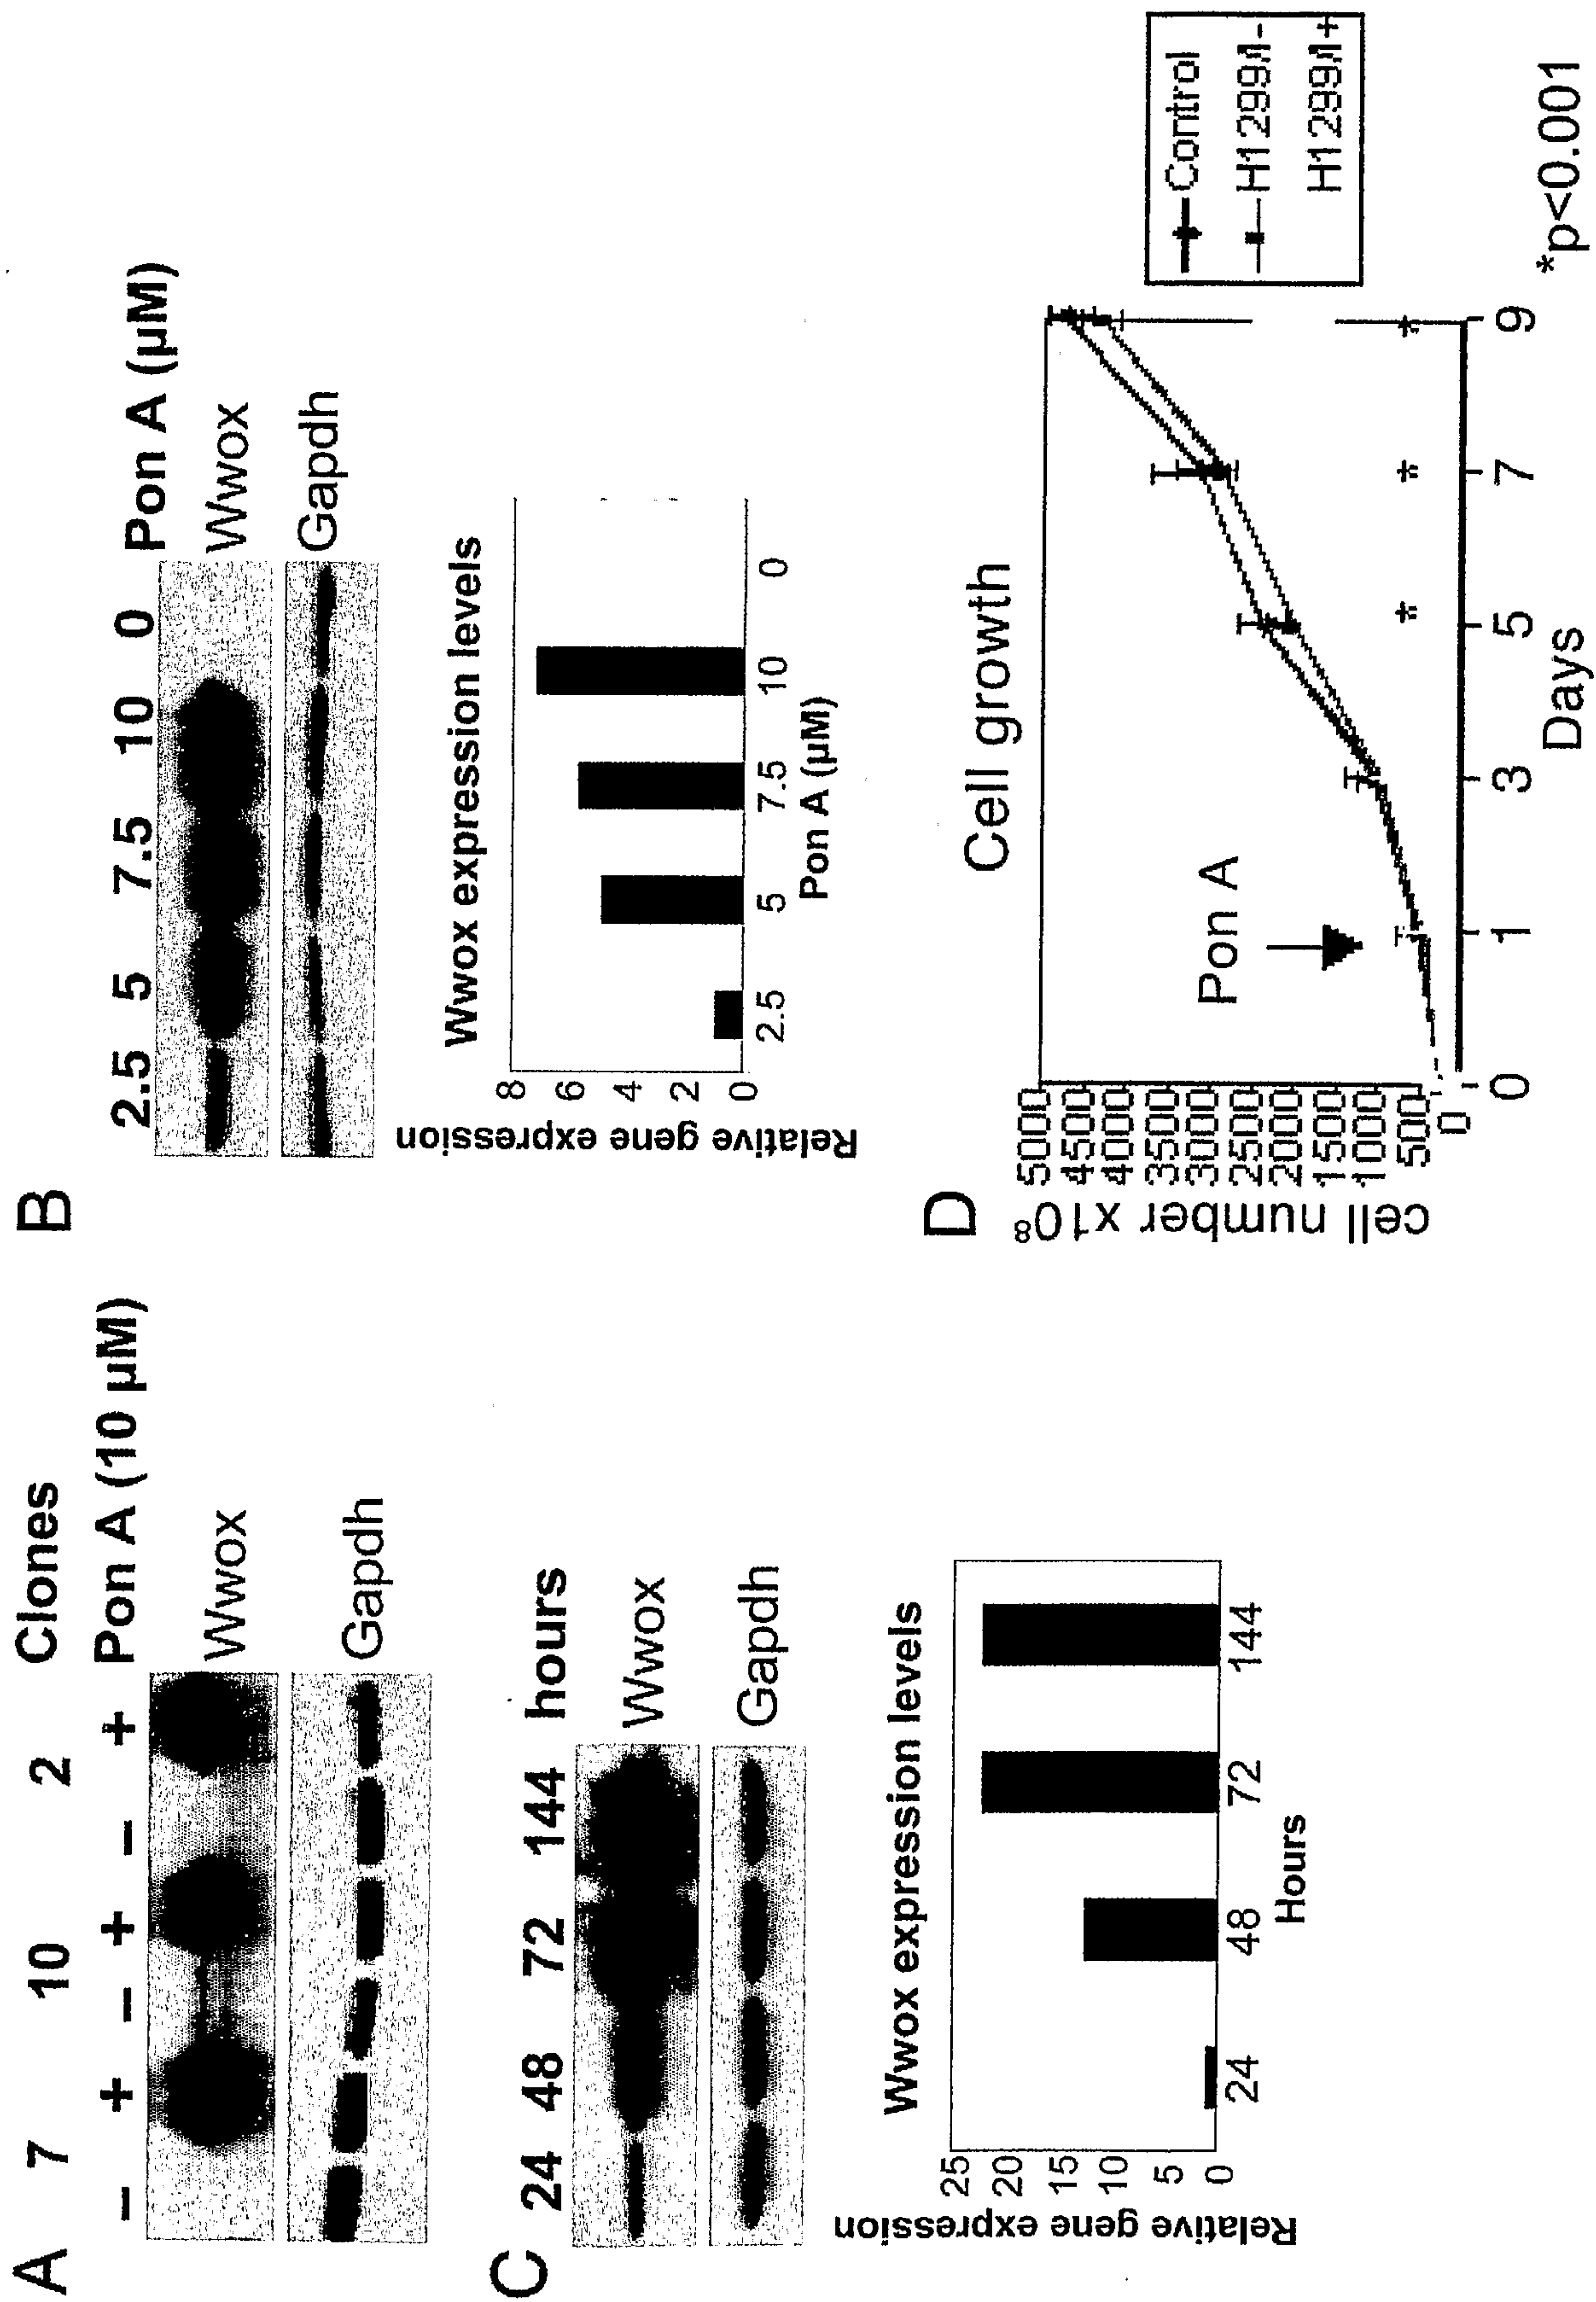 A
7 10 2 Clones
− + − + − + Pon A (10 µM)
Wwox
Gapdh
B
2.5 5 7.5 10 0 Pon A (µM)
Wwox
Gapdh
Wwox expression levels
Relative gene expression
8
6
4
2
0
2.5 5 7.5 10 0
Pon A (µM)
C
24 48 72 144 hours
Wwox
Gapdh
Wwox expression levels
Relative gene expression
25
20
15
10
5
0
24 48 72 144
Hours
D
Cell growth
cell number x10⁸
5000
4500
4000
3500
3000
2500
2000
1500
1000
500
0
Pon A
* * *
0 1 3 5 7 9
Days
Control
H1299/I-
H1299/I+
*p<0.001